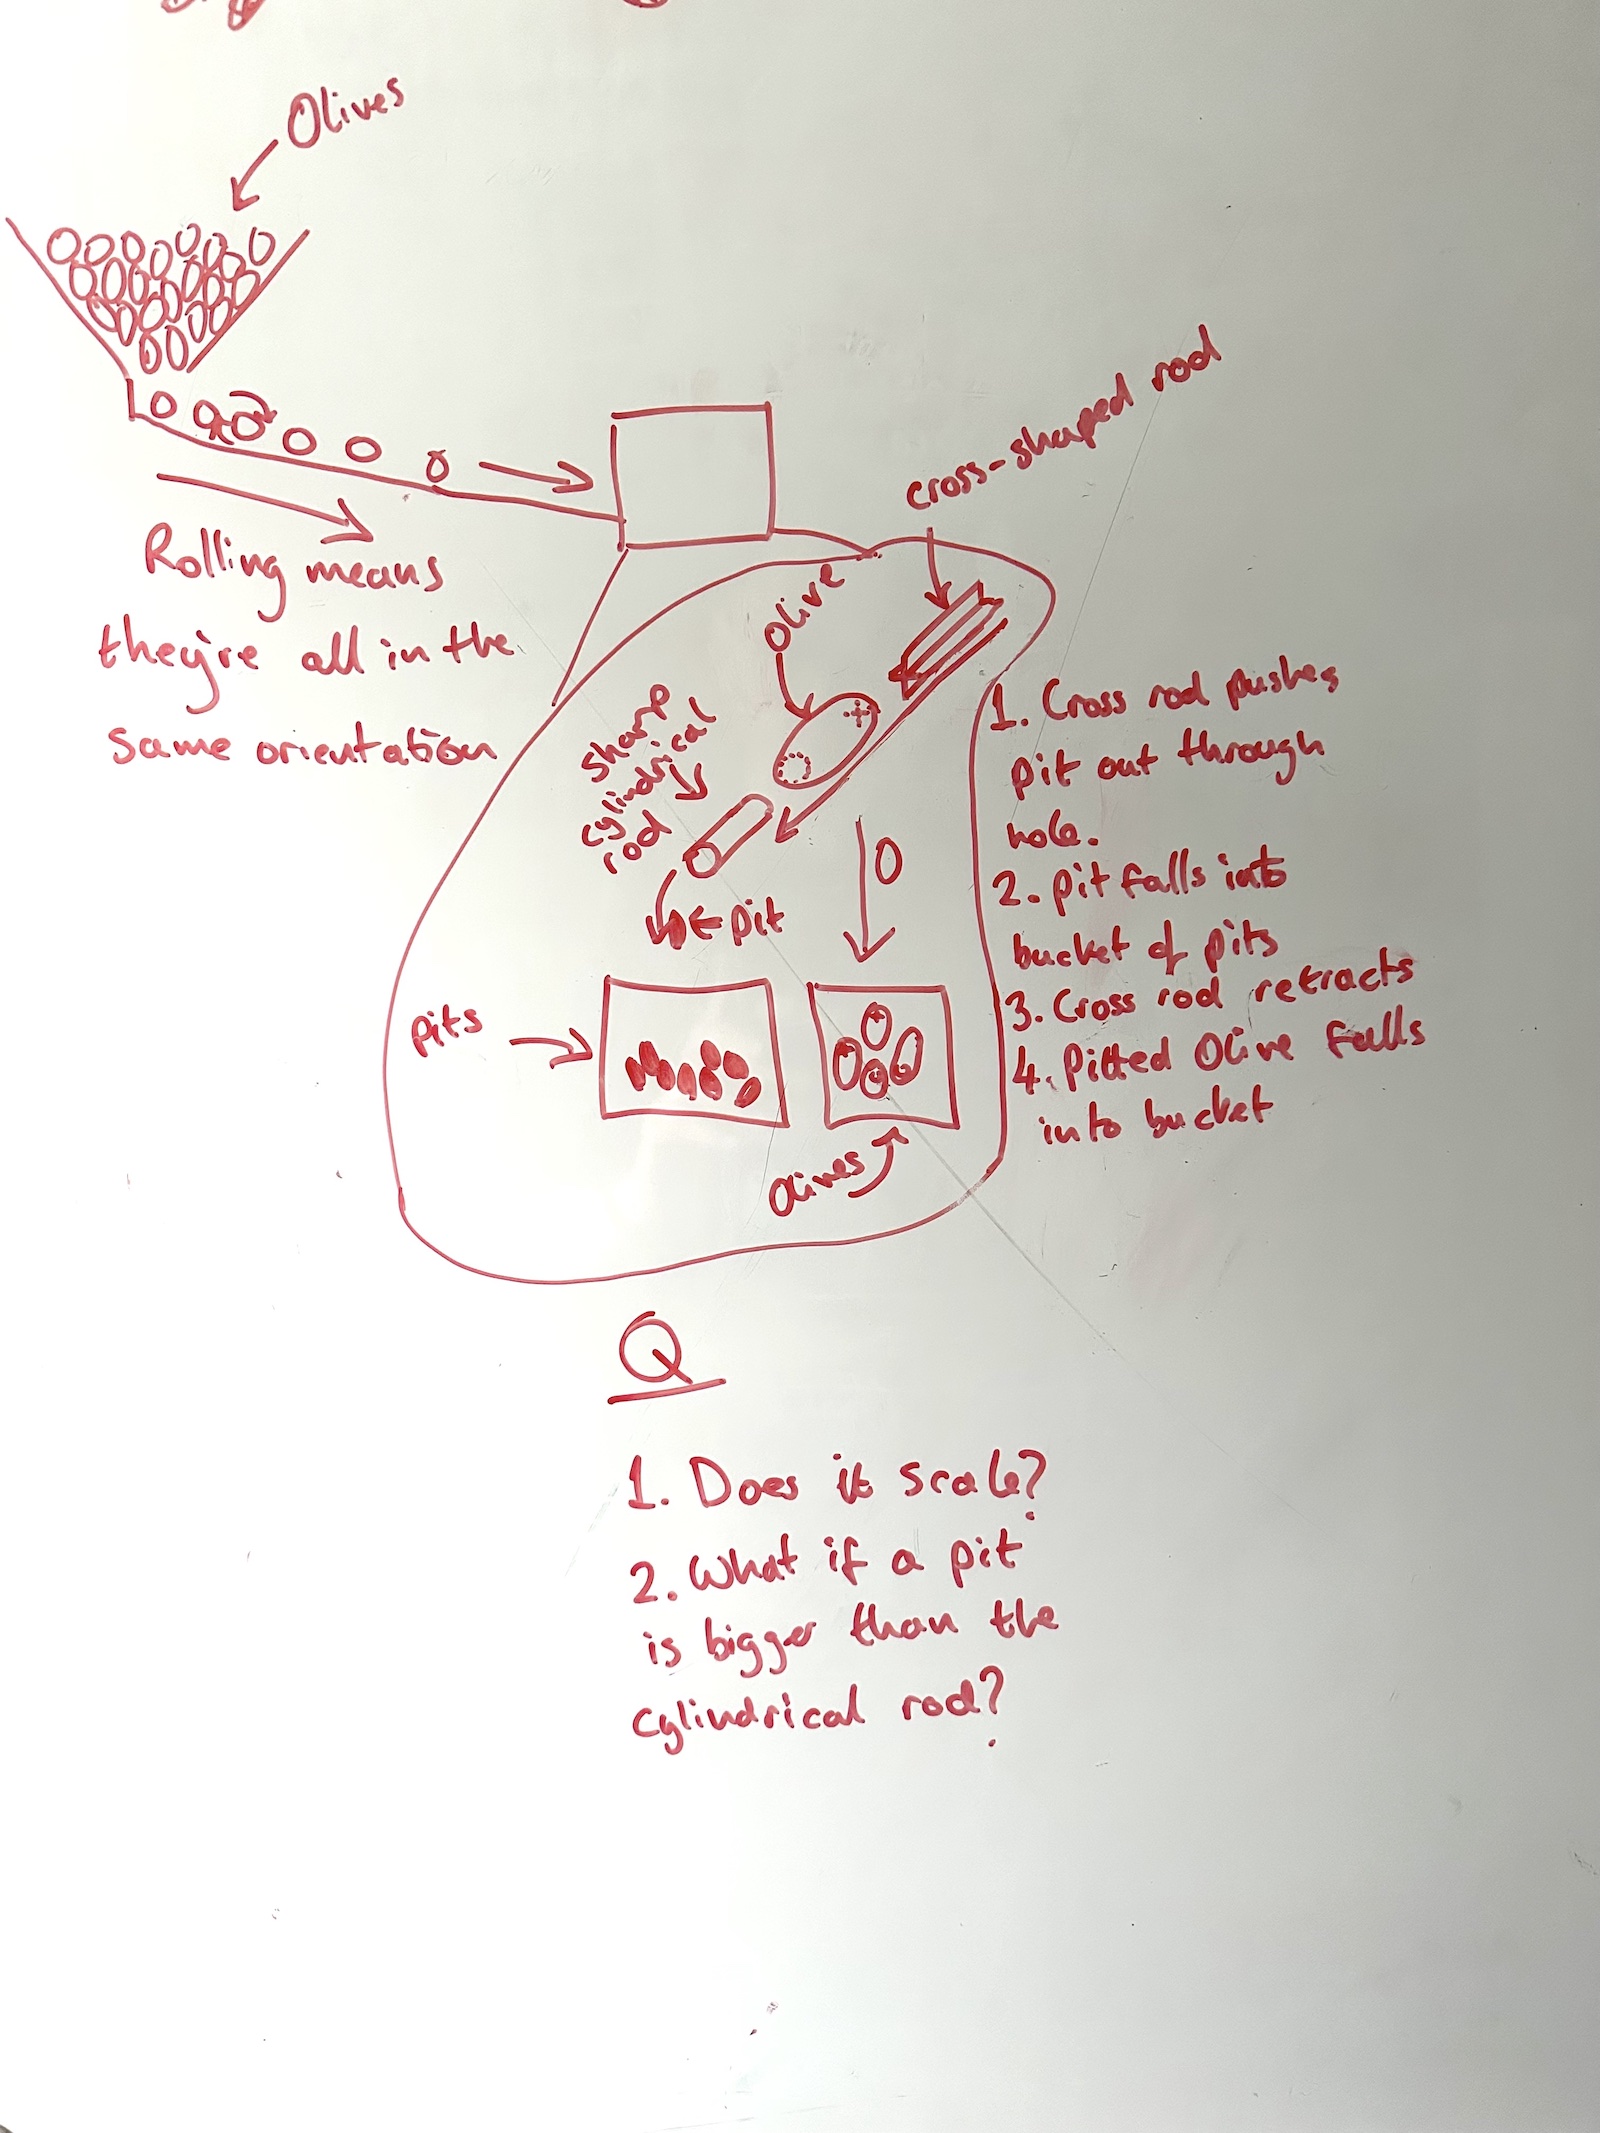 Olives
Rolling means
they're all in the
same orientation
cross-shaped rod
Olive
Sharp
cylindrical
rod
pit
pits
Olives
1. Cross rod pushes
pit out through
hole.
2. pit falls into
bucket of pits
3. Cross rod retracts
4. Pitted Olive falls
into bucket
Q
1. Does it scale?
2. What if a pit
is bigger than the
cylindrical rod?